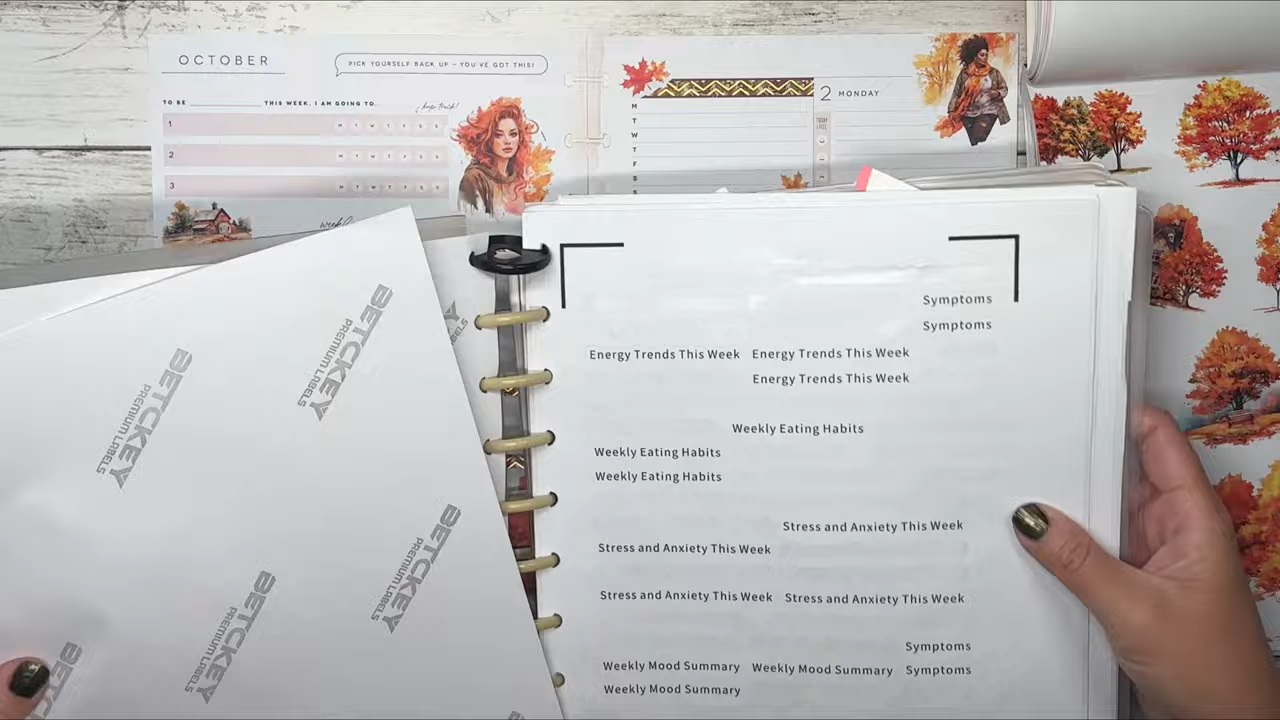 OCTOBER
PICK YOURSELF BACK UP – YOU'VE GOT THIS!
TO BE ____________ THIS WEEK, I AM GOING TO.
1 M T W T F S S
2 M T W T F S S
3 M T W T F S S
M
T
W
T
F
S
2 MONDAY
TODAY I FEEL
BETCKEY
PREMIUM LABELS
BETCKEY
PREMIUM LABELS
BETCKEY
PREMIUM LABELS
BETCKEY
PREMIUM LABELS
BETCKEY
Symptoms
Symptoms
Energy Trends This Week Energy Trends This Week
Energy Trends This Week
Weekly Eating Habits
Weekly Eating Habits
Weekly Eating Habits
Stress and Anxiety This Week
Stress and Anxiety This Week
Stress and Anxiety This Week Stress and Anxiety This Week
Symptoms
Weekly Mood Summary Weekly Mood Summary Symptoms
Weekly Mood Summary